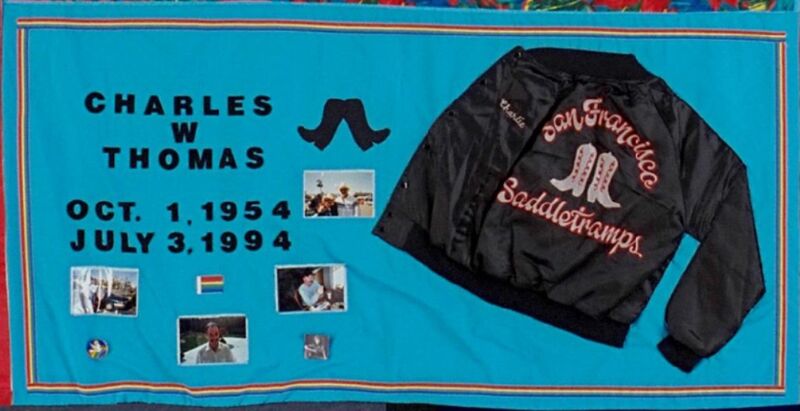 CHARLES
W
THOMAS
OCT. 1, 1954
JULY 3, 1994
Charlie
San Francisco
Saddletramps